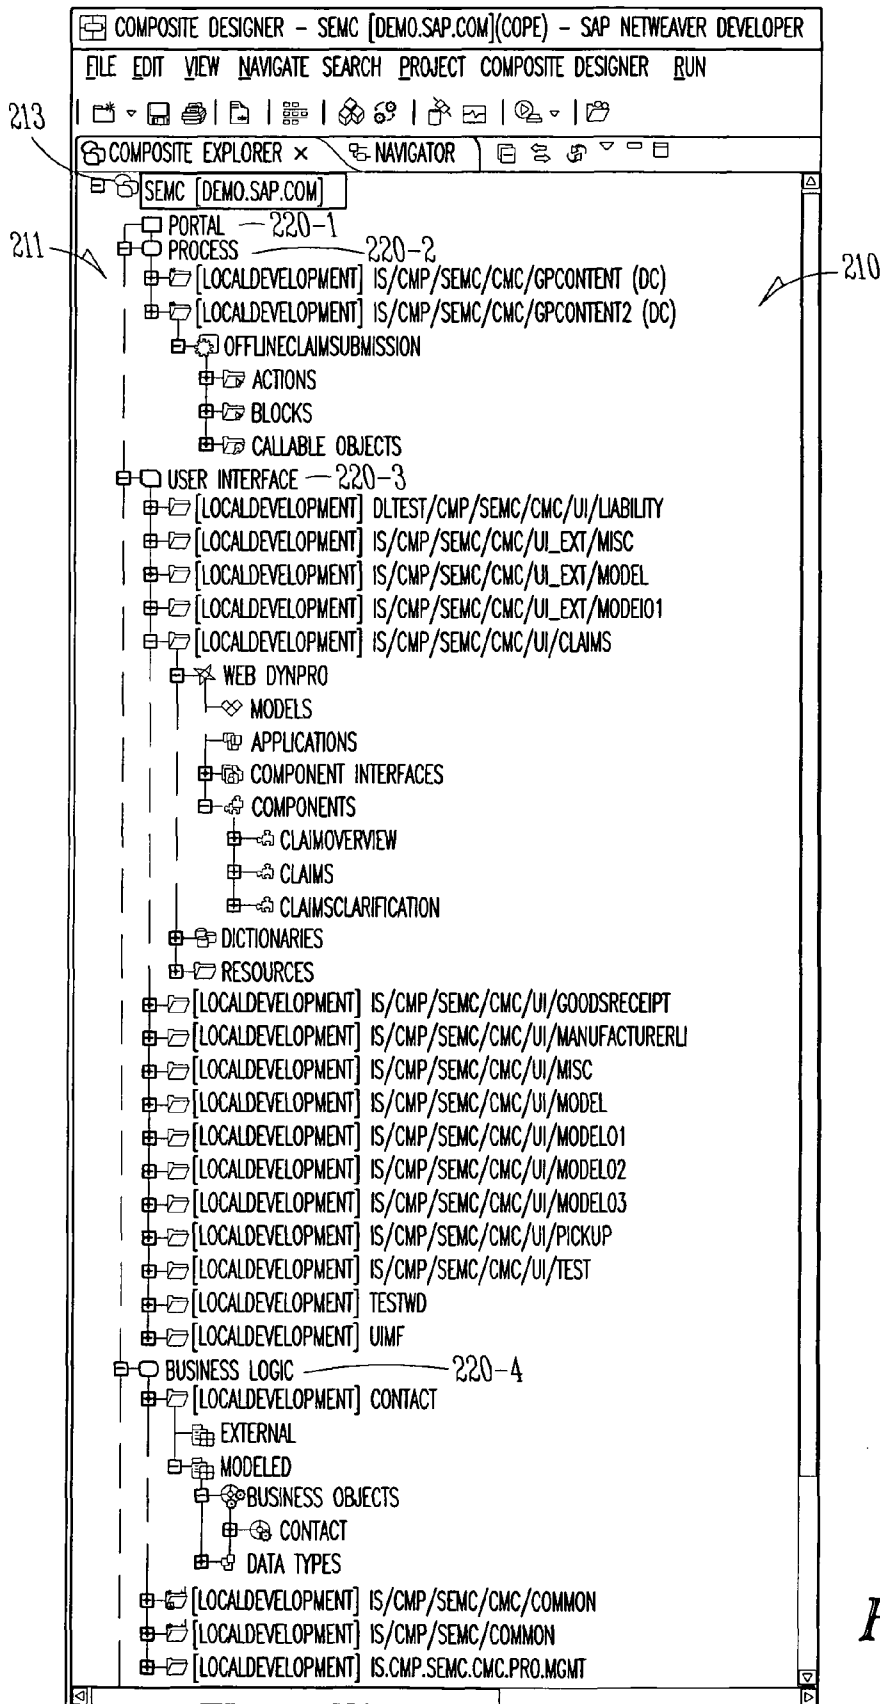 COMPOSITE DESIGNER - SEMC [DEMO.SAP.COM](COPE) - SAP NETWEAVER DEVELOPER
FILE EDIT VIEW NAVIGATE SEARCH PROJECT COMPOSITE DESIGNER RUN
213
COMPOSITE EXPLORER × NAVIGATOR
SEMC [DEMO.SAP.COM]
PORTAL 220-1
211
PROCESS 220-2
210
[LOCALDEVELOPMENT] IS/CMP/SEMC/CMC/GPCONTENT (DC)
[LOCALDEVELOPMENT] IS/CMP/SEMC/CMC/GPCONTENT2 (DC)
OFFLINECLAIMSUBMISSION
ACTIONS
BLOCKS
CALLABLE OBJECTS
USER INTERFACE 220-3
[LOCALDEVELOPMENT] DLTEST/CMP/SEMC/CMC/UI/LIABILITY
[LOCALDEVELOPMENT] IS/CMP/SEMC/CMC/UI_EXT/MISC
[LOCALDEVELOPMENT] IS/CMP/SEMC/CMC/UI_EXT/MODEL
[LOCALDEVELOPMENT] IS/CMP/SEMC/CMC/UI_EXT/MODEl01
[LOCALDEVELOPMENT] IS/CMP/SEMC/CMC/UI/CLAIMS
WEB DYNPRO
MODELS
APPLICATIONS
COMPONENT INTERFACES
COMPONENTS
CLAIMOVERVIEW
CLAIMS
CLAIMSCLARIFICATION
DICTIONARIES
RESOURCES
[LOCALDEVELOPMENT] IS/CMP/SEMC/CMC/UI/GOODSRECEIPT
[LOCALDEVELOPMENT] IS/CMP/SEMC/CMC/UI/MANUFACTURERLI
[LOCALDEVELOPMENT] IS/CMP/SEMC/CMC/UI/MISC
[LOCALDEVELOPMENT] IS/CMP/SEMC/CMC/UI/MODEL
[LOCALDEVELOPMENT] IS/CMP/SEMC/CMC/UI/MODEL01
[LOCALDEVELOPMENT] IS/CMP/SEMC/CMC/UI/MODEL02
[LOCALDEVELOPMENT] IS/CMP/SEMC/CMC/UI/MODEL03
[LOCALDEVELOPMENT] IS/CMP/SEMC/CMC/UI/PICKUP
[LOCALDEVELOPMENT] IS/CMP/SEMC/CMC/UI/TEST
[LOCALDEVELOPMENT] TESTWD
[LOCALDEVELOPMENT] UIMF
BUSINESS LOGIC 220-4
[LOCALDEVELOPMENT] CONTACT
EXTERNAL
MODELED
BUSINESS OBJECTS
CONTACT
DATA TYPES
[LOCALDEVELOPMENT] IS/CMP/SEMC/CMC/COMMON
[LOCALDEVELOPMENT] IS/CMP/SEMC/COMMON
[LOCALDEVELOPMENT] IS.CMP.SEMC.CMC.PRO.MGMT